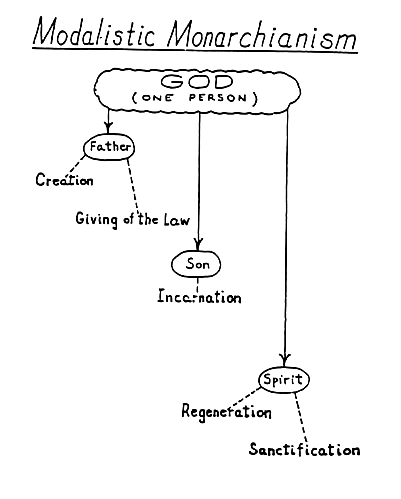 Modalistic Monarchianism
GOD
(ONE PERSON)
Father
Creation
Giving of the Law
Son
Incarnation
Spirit
Regeneration
Sanctification